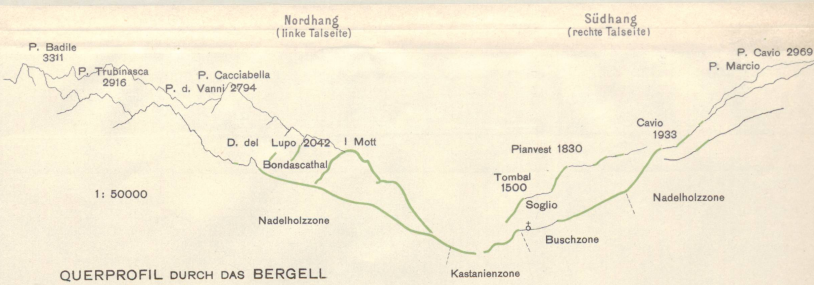 Nordhang
(linke Talseite)
Südhang
(rechte Talseite)
P. Badile
3311
P. Trubinasca
2916
P. Cacciabella
P. d. Vanni 2794
P. Cavio 2969
P. Marcio
D. del Lupo 2042
I Mott
Bondascathal
Cavio
1933
Pianvest 1830
Tombal
1500
Soglio
1: 50000
Nadelholzzone
Nadelholzzone
Buschzone
Kastanienzone
QUERPROFIL DURCH DAS BERGELL